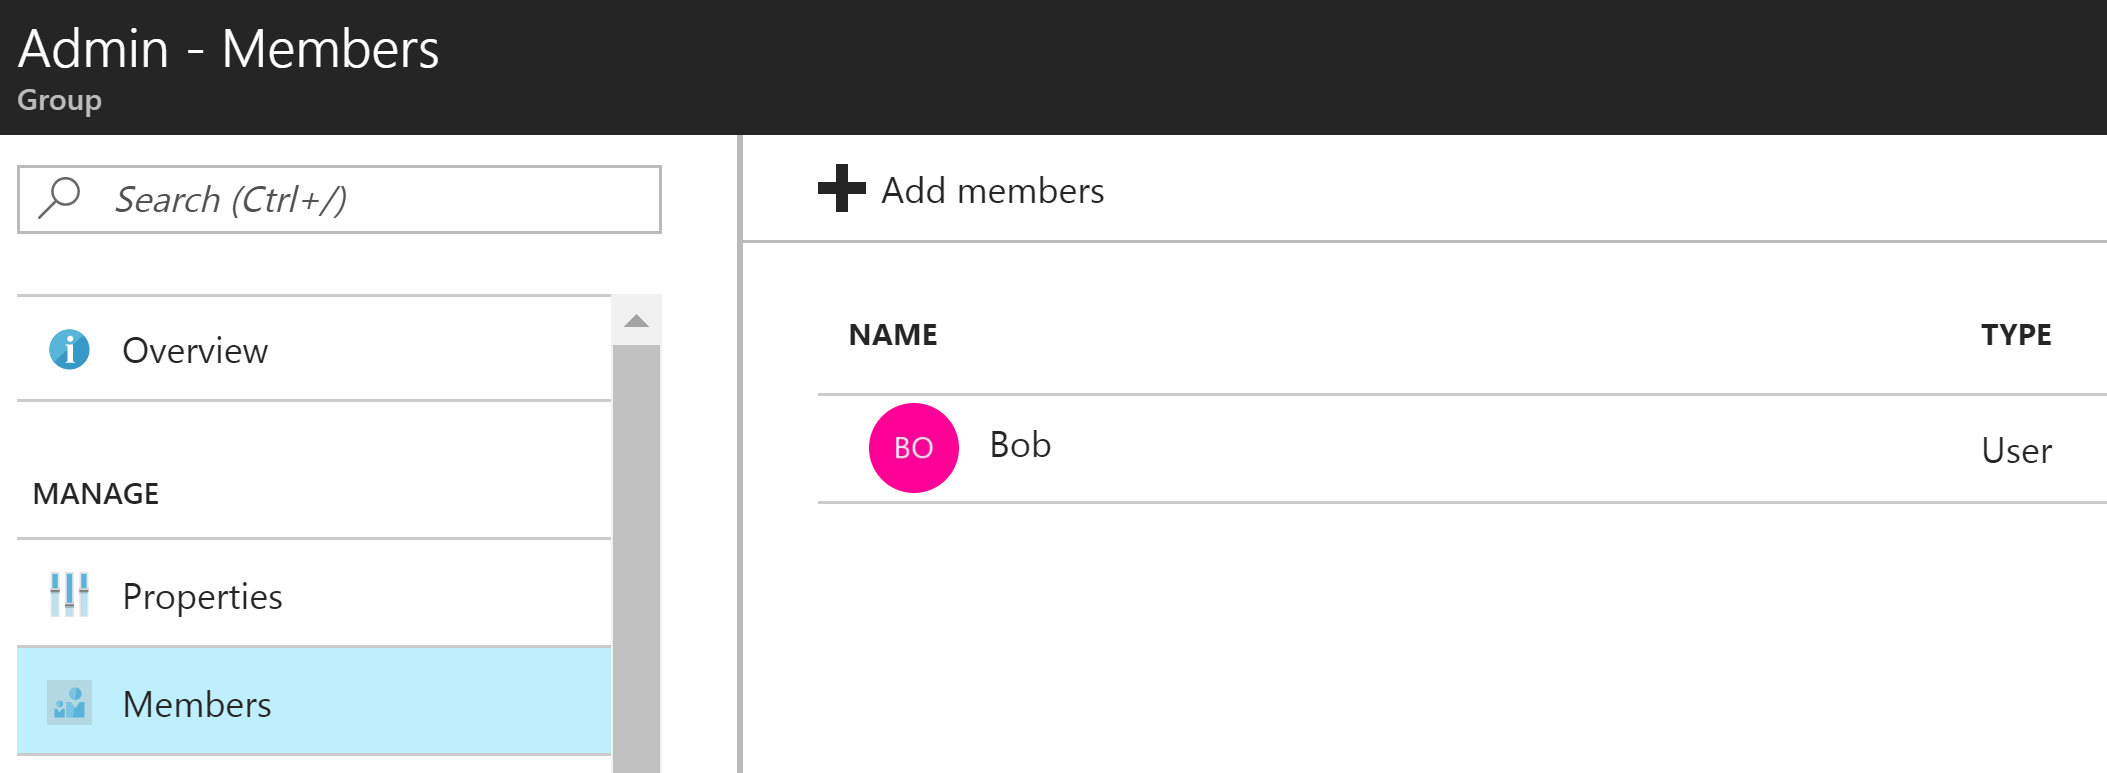 Admin - Members
Group
Search (Ctrl+/)
Overview
MANAGE
Properties
Members
Add members
NAME TYPE
BO Bob User